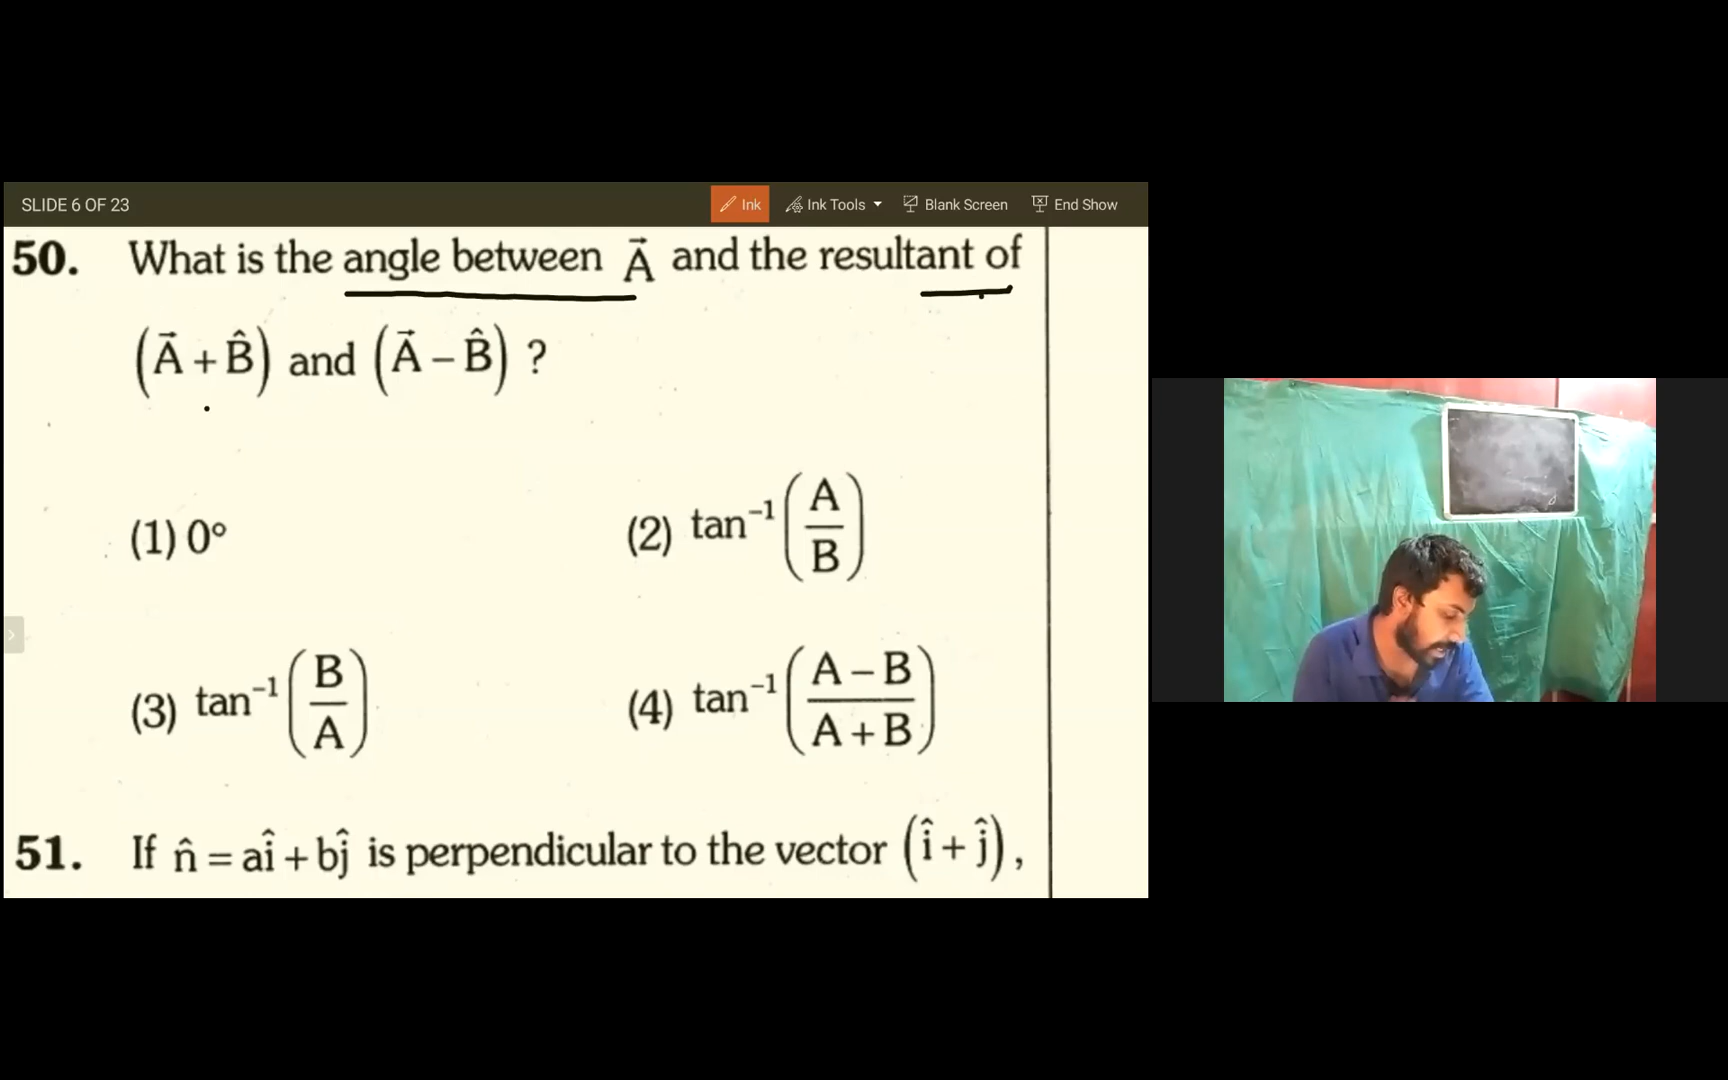 SLIDE 6 OF 23
Ink
Ink Tools
Blank Screen
End Show
50. What is the angle between A⃗ and the resultant of
(A⃗ + B̂) and (A⃗ − B̂) ?
(1) 0° (2) tan⁻¹(A/B)
(3) tan⁻¹(B/A) (4) tan⁻¹((A − B)/(A + B))
51. If n̂ = aî + bĵ is perpendicular to the vector (î + ĵ),